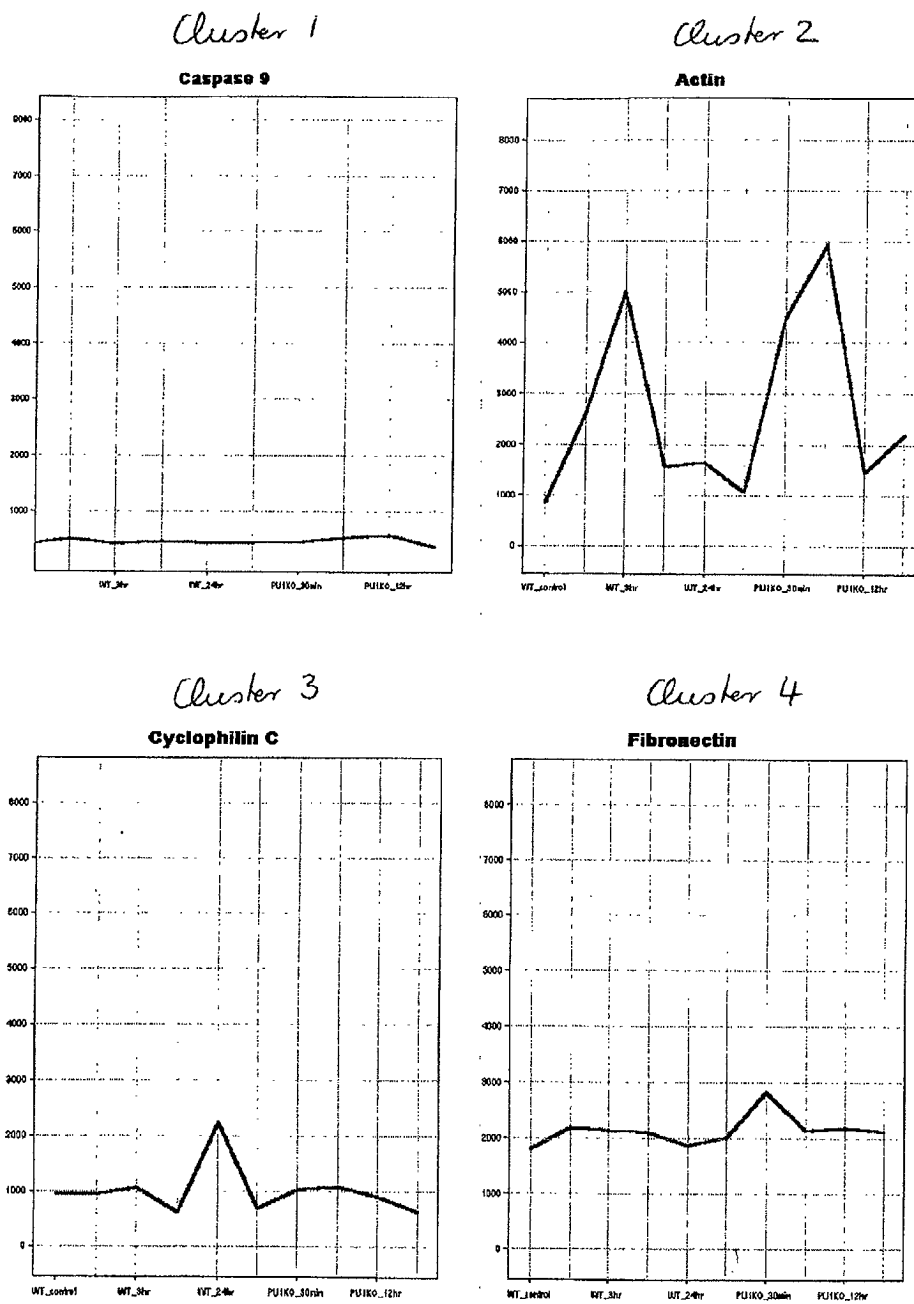 Cluster 1
Caspase 9
8000
7000
6000
5000
4000
3000
2000
1000
WT_3hr WT_24hr PU1KO_30min PU1KO_12hr
Cluster 2
Actin
8000
7000
6000
5000
4000
3000
2000
1000
0
WT_control WT_3hr WT_24hr PU1KO_30min PU1KO_12hr
Cluster 3
Cyclophilin C
8000
7000
6000
5000
4000
3000
2000
1000
0
WT_control WT_3hr WT_24hr PU1KO_30min PU1KO_12hr
Cluster 4
Fibronectin
8000
7000
6000
5000
4000
3000
2000
1000
0
WT_control WT_3hr WT_24hr PU1KO_30min PU1KO_12hr